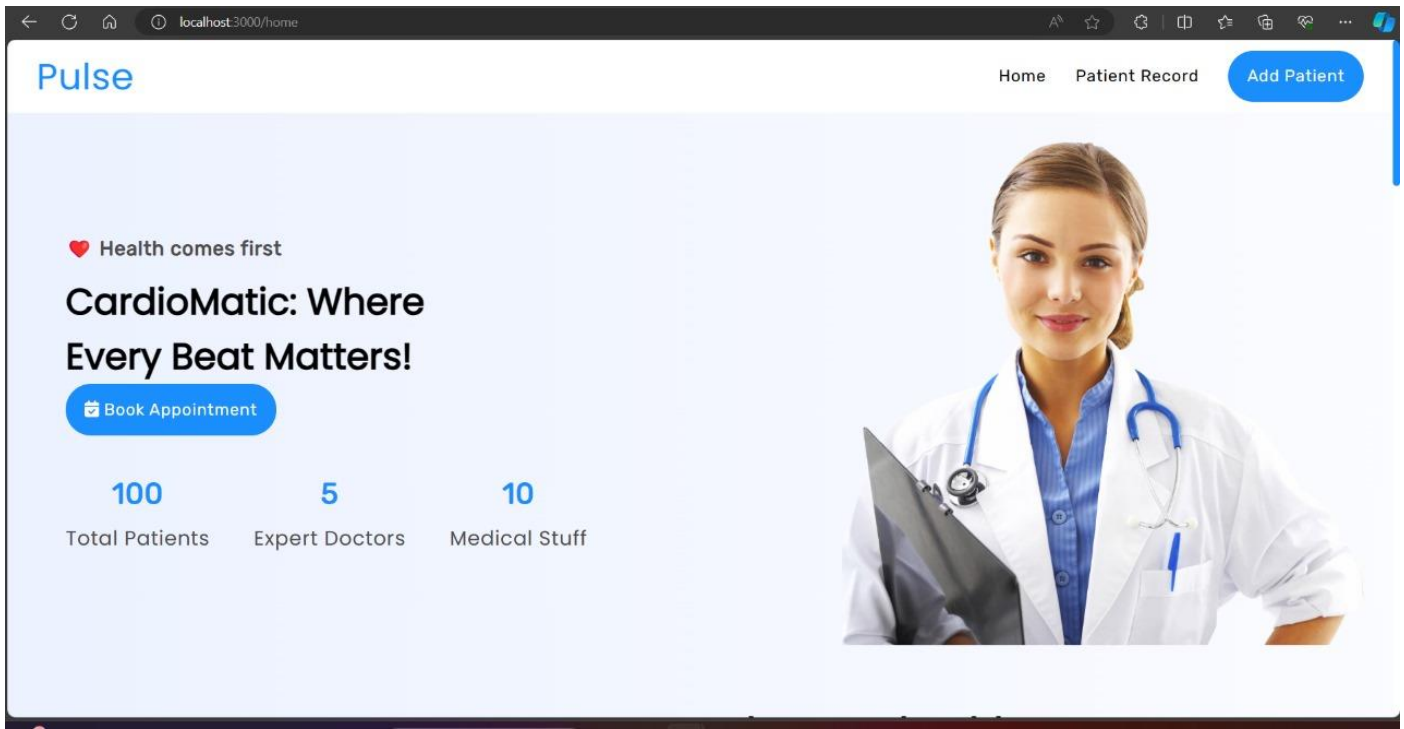 localhost:3000/home
Pulse
Home Patient Record Add Patient
Health comes first
CardioMatic: Where
Every Beat Matters!
Book Appointment
100 5 10
Total Patients Expert Doctors Medical Stuff